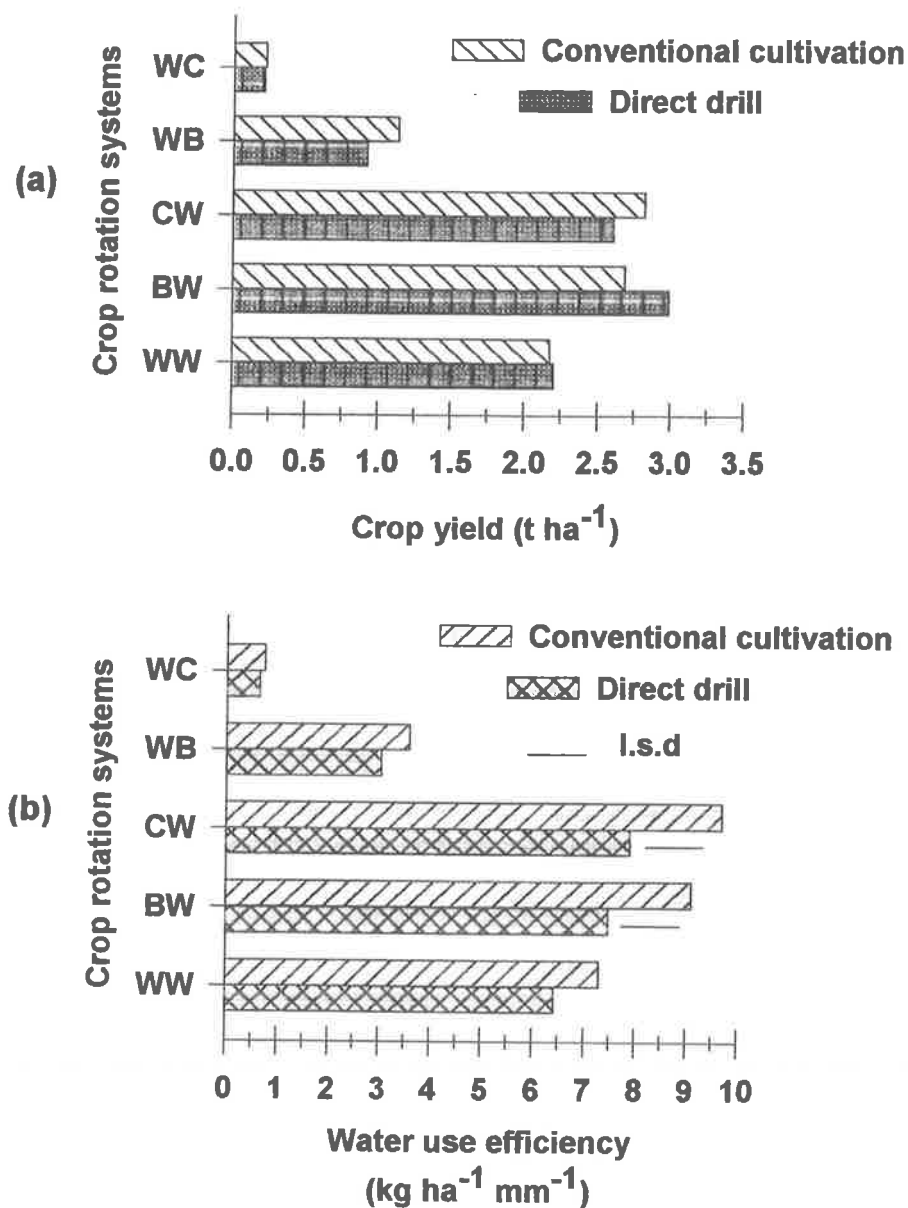 (a)
Crop rotation systems
WC
WB
CW
BW
WW
Conventional cultivation
Direct drill
0.0 0.5 1.0 1.5 2.0 2.5 3.0 3.5
Crop yield (t ha⁻¹)
(b)
Crop rotation systems
WC
WB
CW
BW
WW
Conventional cultivation
Direct drill
l.s.d
0 1 2 3 4 5 6 7 8 9 10
Water use efficiency
(kg ha⁻¹ mm⁻¹)